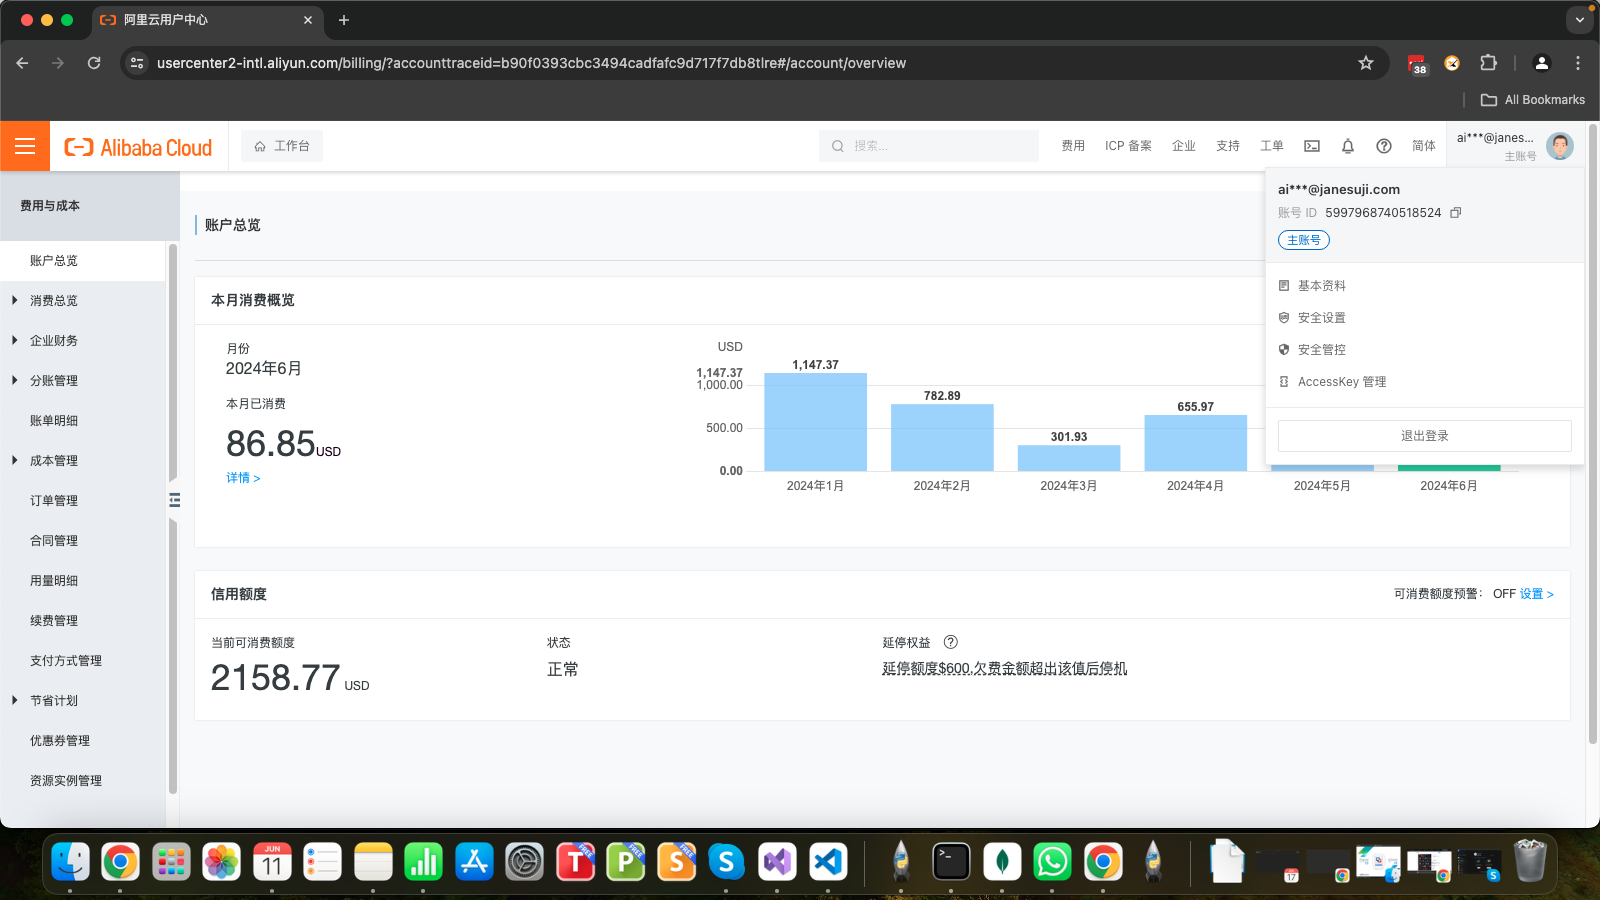 阿里云用户中心
usercenter2-intl.aliyun.com/billing/?accounttraceid=b90f0393cbc3494cadfafc9d717f7db8tlre#/account/overview
38
All Bookmarks
Alibaba Cloud
工作台
搜索...
费用
ICP 备案
企业
支持
工单
简体
ai***@janes...
主账号
ai***@janesuji.com
账号 ID 5997968740518524
主账号
基本资料
安全设置
安全管控
AccessKey 管理
退出登录
费用与成本
账户总览
消费总览
企业财务
分账管理
账单明细
成本管理
订单管理
合同管理
用量明细
续费管理
支付方式管理
节省计划
优惠券管理
资源实例管理
账户总览
本月消费概览
月份
2024年6月
本月已消费
86.85USD
详情 >
USD
1,147.37
1,000.00
500.00
0.00
1,147.37
782.89
301.93
655.97
2024年1月
2024年2月
2024年3月
2024年4月
2024年5月
2024年6月
信用额度
可消费额度预警： OFF 设置 >
当前可消费额度
2158.77 USD
状态
正常
延停权益
延停额度$600,欠费金额超出该值后停机
JUN
11
T
FREE
P
FREE
S
FREE
S
17
S